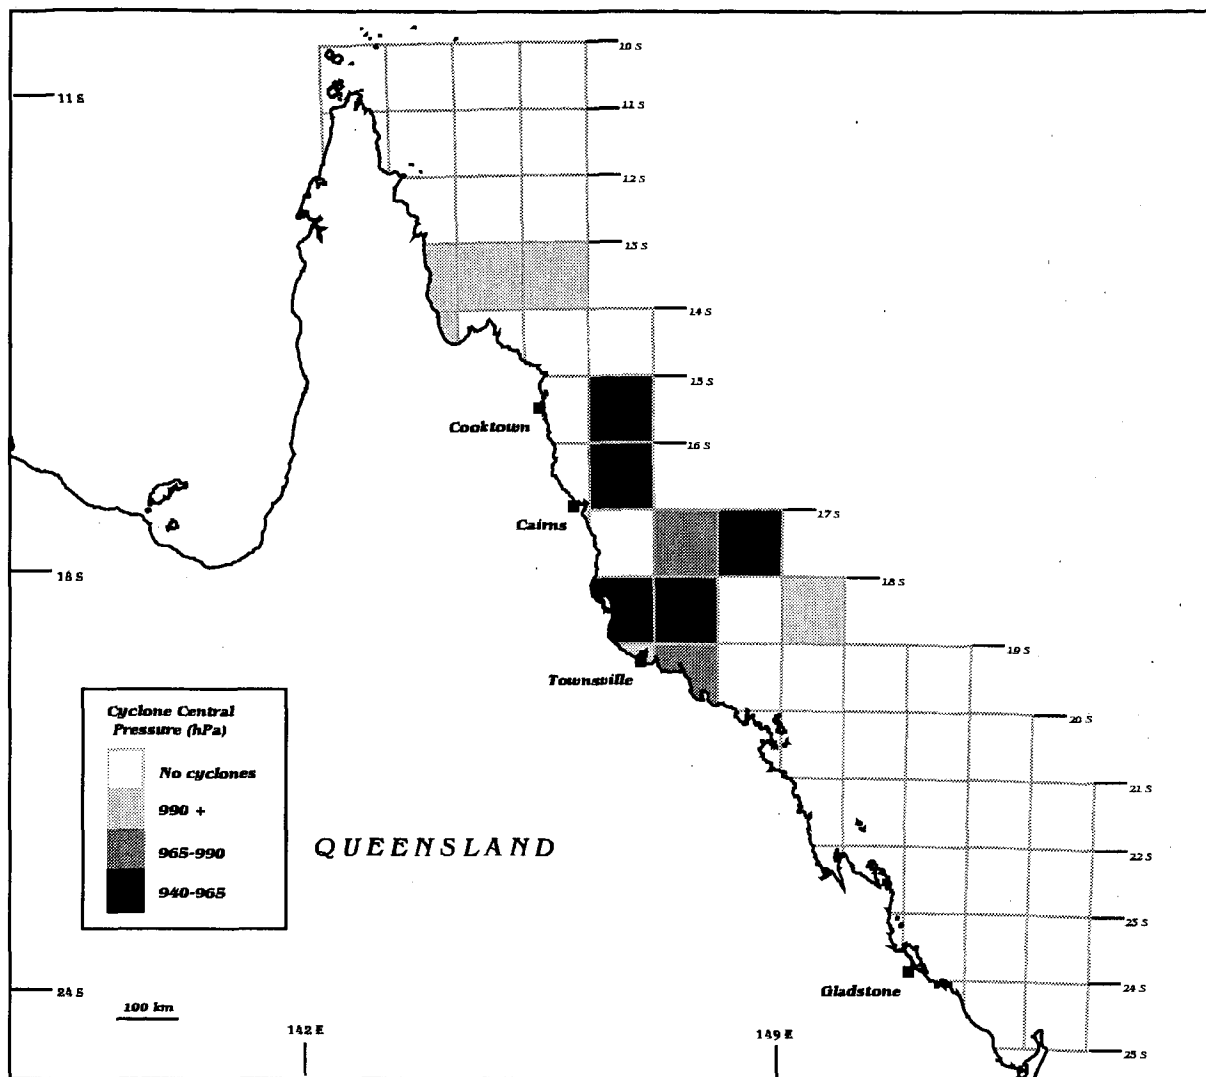 10 S
11 S
11 S
12 S
13 S
14 S
15 S
Cooktown
16 S
Cairns
17 S
18 S
18 S
19 S
Townsville
Cyclone Central
Pressure (hPa)
20 S
No cyclones
990 +
21 S
965-990
QUEENSLAND
22 S
940-965
23 S
24 S
Gladstone
24 S
100 km
142 E
149 E
25 S